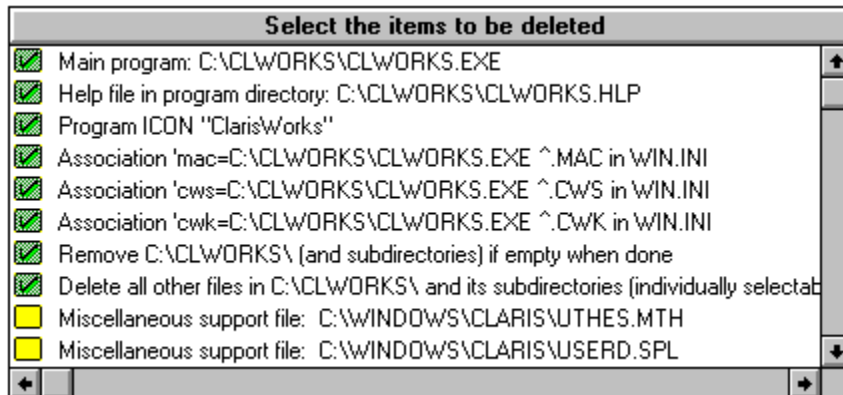 Select the items to be deleted
Main program: C:\CLWORKS\CLWORKS.EXE
Help file in program directory: C:\CLWORKS\CLWORKS.HLP
Program ICON "ClarisWorks"
Association 'mac=C:\CLWORKS\CLWORKS.EXE ^.MAC in WIN.INI
Association 'cws=C:\CLWORKS\CLWORKS.EXE ^.CWS in WIN.INI
Association 'cwk=C:\CLWORKS\CLWORKS.EXE ^.CWK in WIN.INI
Remove C:\CLWORKS\ (and subdirectories) if empty when done
Delete all other files in C:\CLWORKS\ and its subdirectories (individually selectab
Miscellaneous support file: C:\WINDOWS\CLARIS\UTHES.MTH
Miscellaneous support file: C:\WINDOWS\CLARIS\USERD.SPL